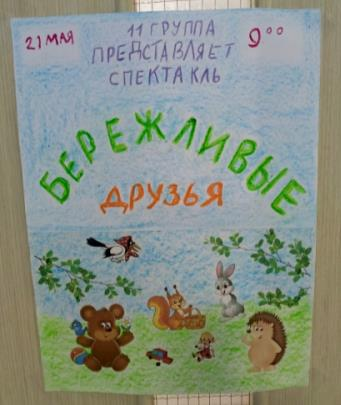 21 МАЯ
11 ГРУППА
ПРЕДСТАВЛЯЕТ
СПЕКТАКЛЬ
9⁰⁰
БЕРЕЖЛИВЫЕ
ДРУЗЬЯ